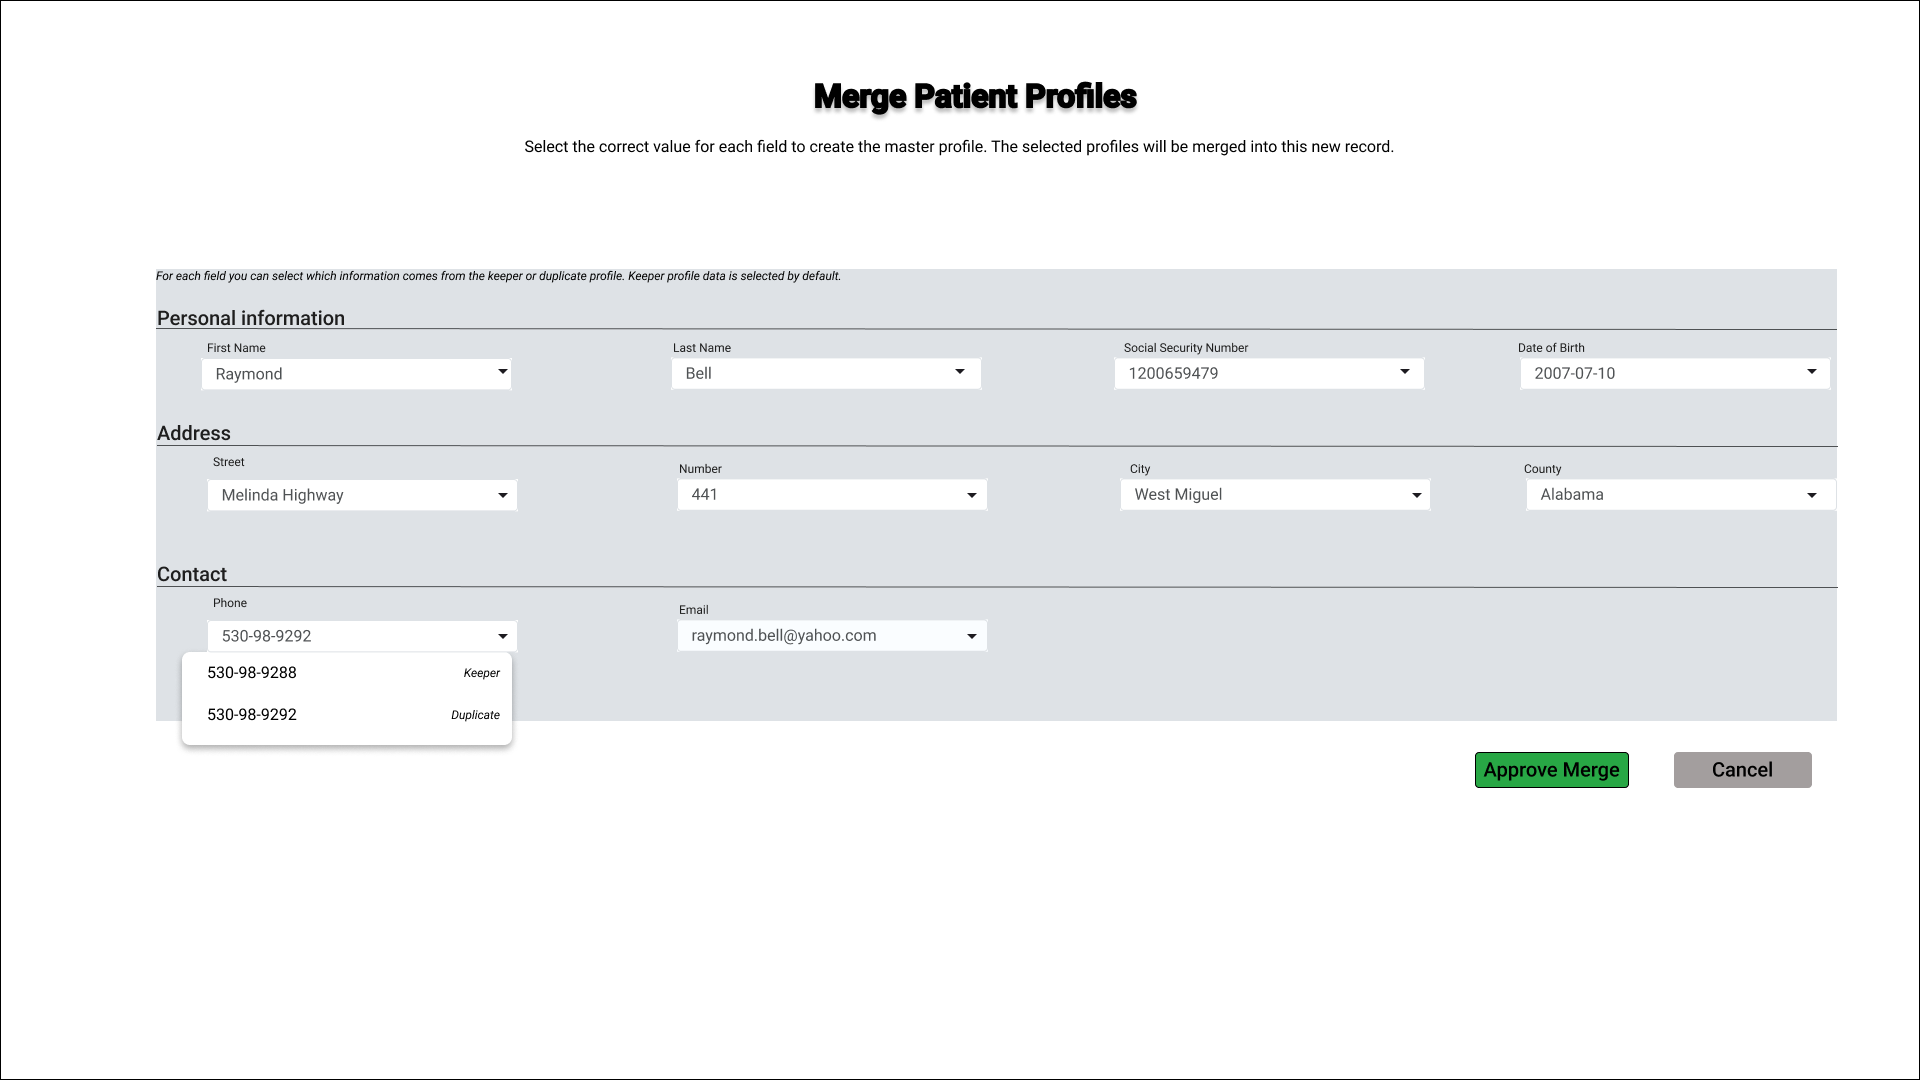 Merge Patient Profiles
Select the correct value for each field to create the master profile. The selected profiles will be merged into this new record.
For each field you can select which information comes from the keeper or duplicate profile. Keeper profile data is selected by default.
Personal information
First Name Last Name Social Security Number Date of Birth
Raymond Bell 1200659479 2007-07-10
Address
Street Number City County
Melinda Highway 441 West Miguel Alabama
Contact
Phone Email
530-98-9292 raymond.bell@yahoo.com
530-98-9288 Keeper
530-98-9292 Duplicate
Approve Merge Cancel